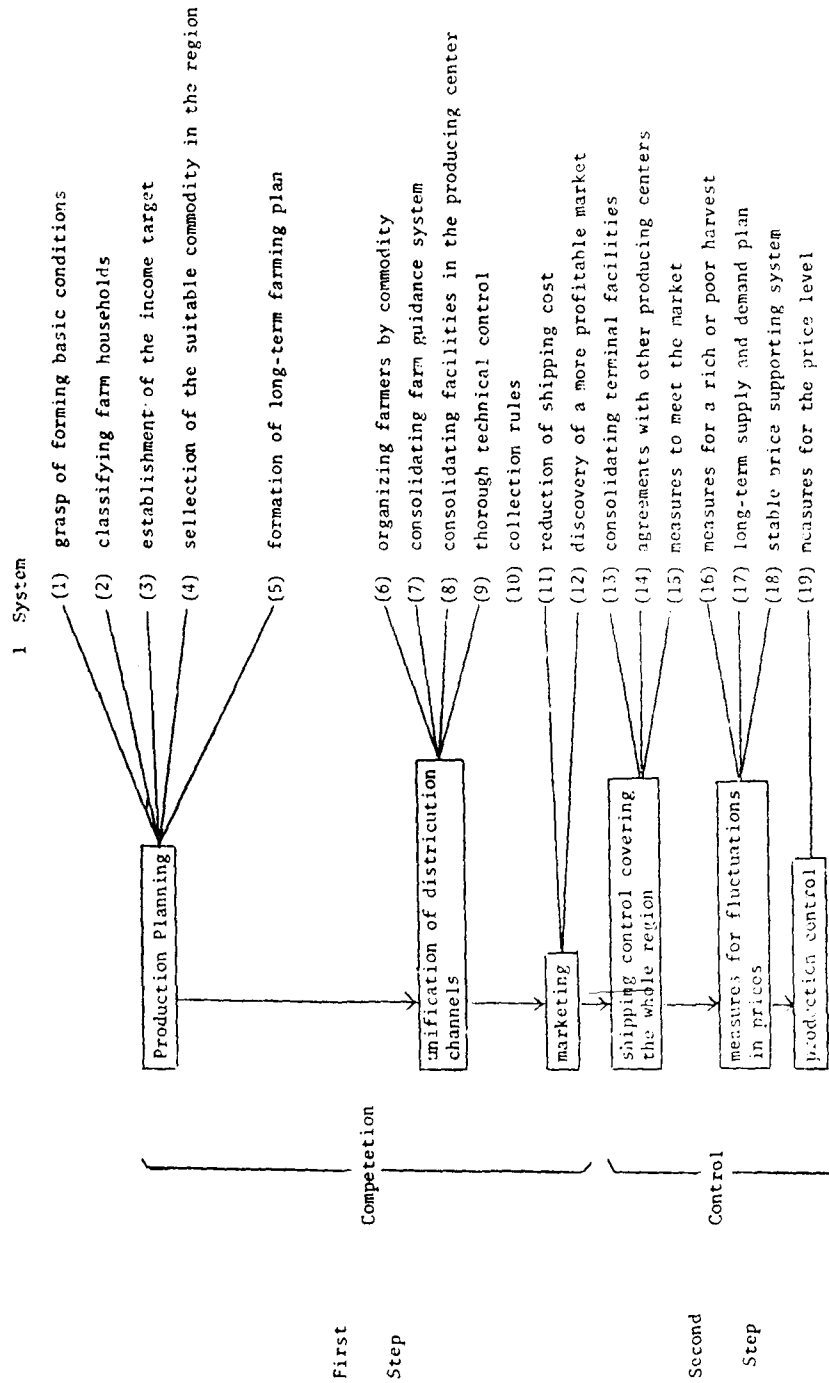 1 System
First
Step
Competetion
Production Planning
(1) grasp of forming basic conditions
(2) classifying farm households
(3) establishment of the income target
(4) sellection of the suitable commodity in the region
(5) formation of long-term farming plan
unification of districution
channels
(6) organizing farmers by commodity
(7) consolidating farm guidance system
(8) consolidating facilities in the producing center
(9) thorough technical control
(10) collection rules
marketing
(11) reduction of shipping cost
(12) discovery of a more profitable market
Second
Step
Control
shipping control covering
the whole region
(13) consolidating terminal facilities
(14) agreements with other producing centers
(15) measures to meet the market
measures for fluctuations
in prices
(16) measures for a rich or poor harvest
(17) long-term supply and demand plan
(18) stable price supporting system
production control
(19) measures for the price level